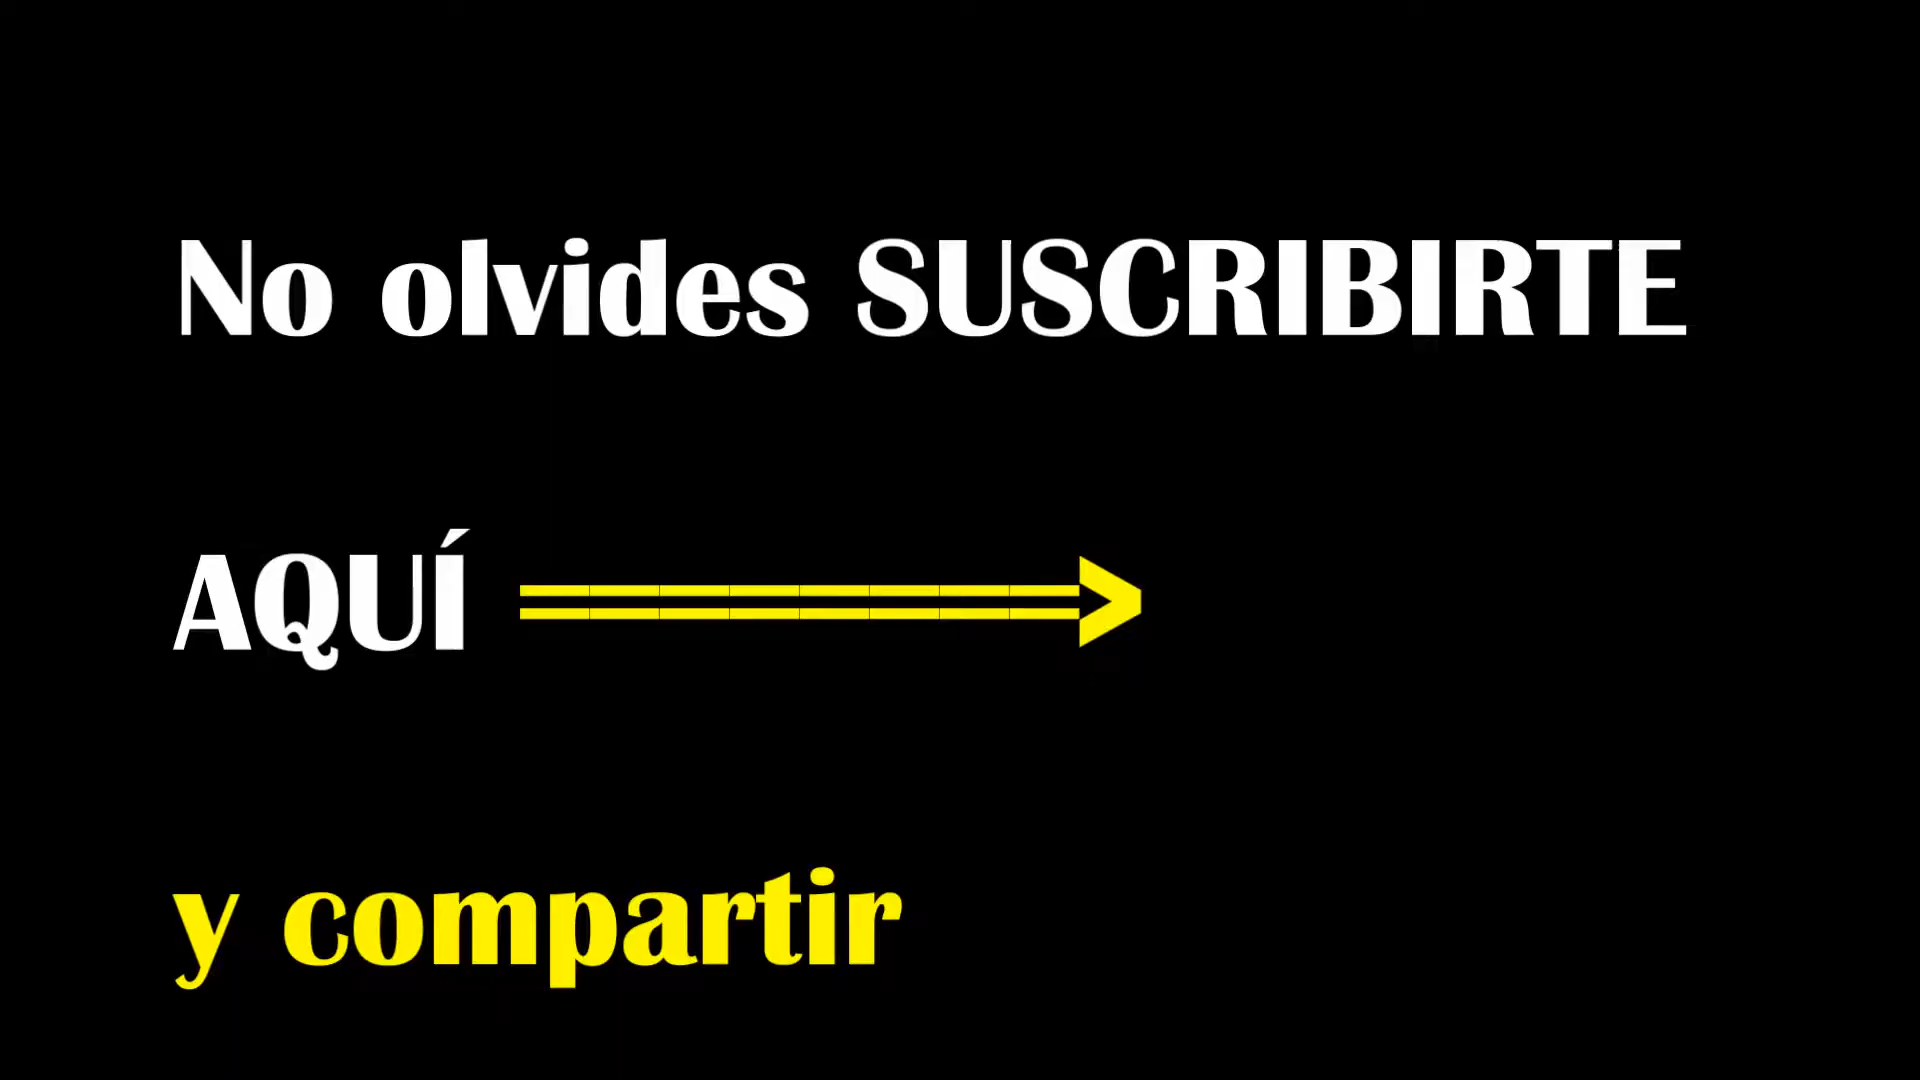 No olvides SUSCRIBIRTE
AQUÍ ========>
y compartir